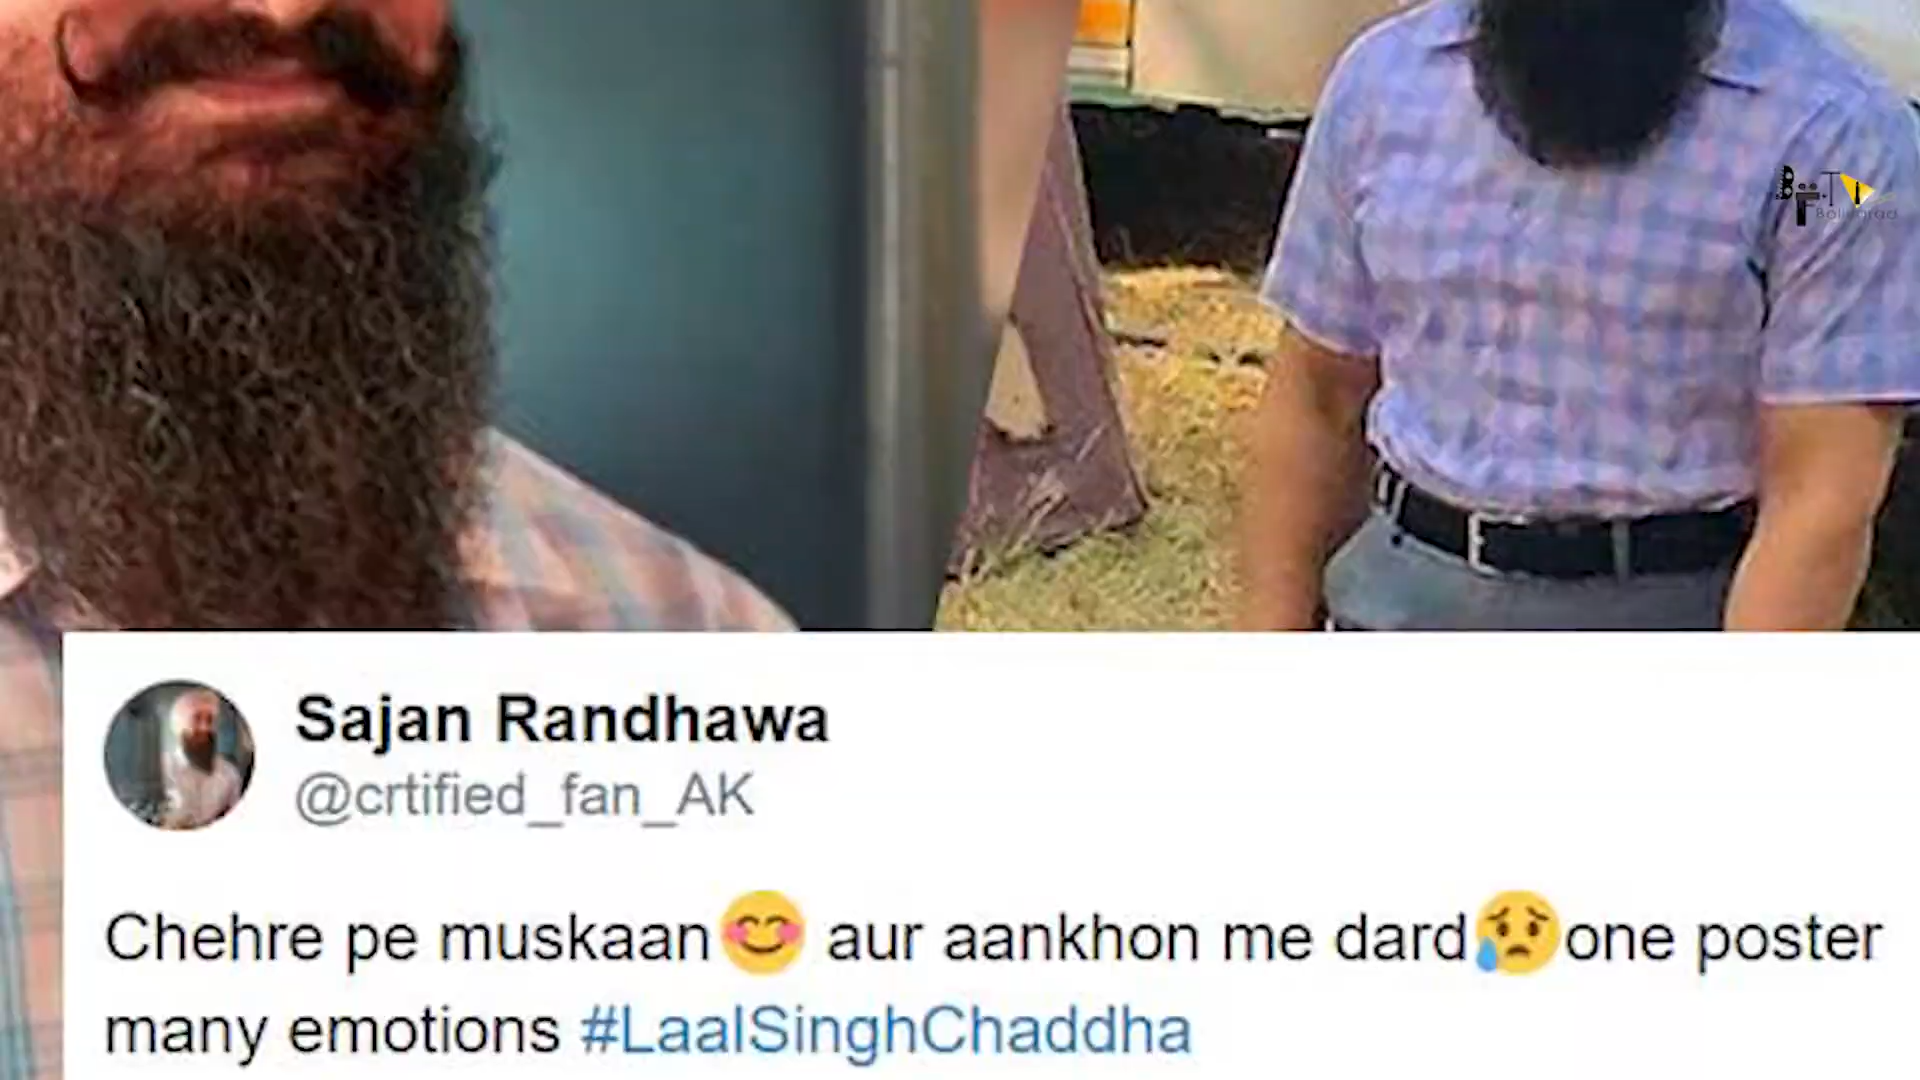 Sajan Randhawa
@crtified_fan_AK
Chehre pe muskaan😊 aur aankhon me dard😥one poster
many emotions #LaalSinghChaddha